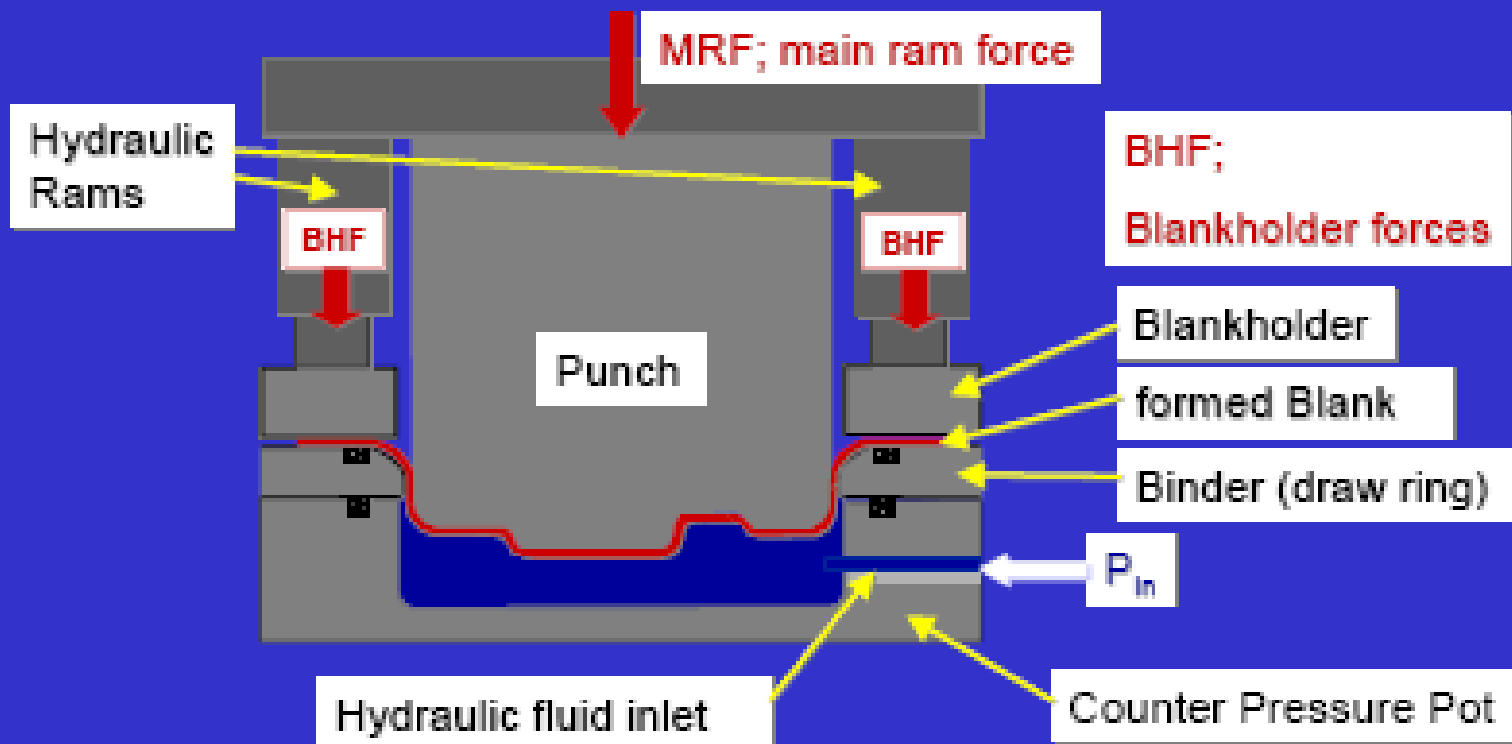 MRF; main ram force
Hydraulic
Rams
BHF;
Blankholder forces
BHF
BHF
Blankholder
Punch
formed Blank
Binder (draw ring)
Pin
Hydraulic fluid inlet
Counter Pressure Pot